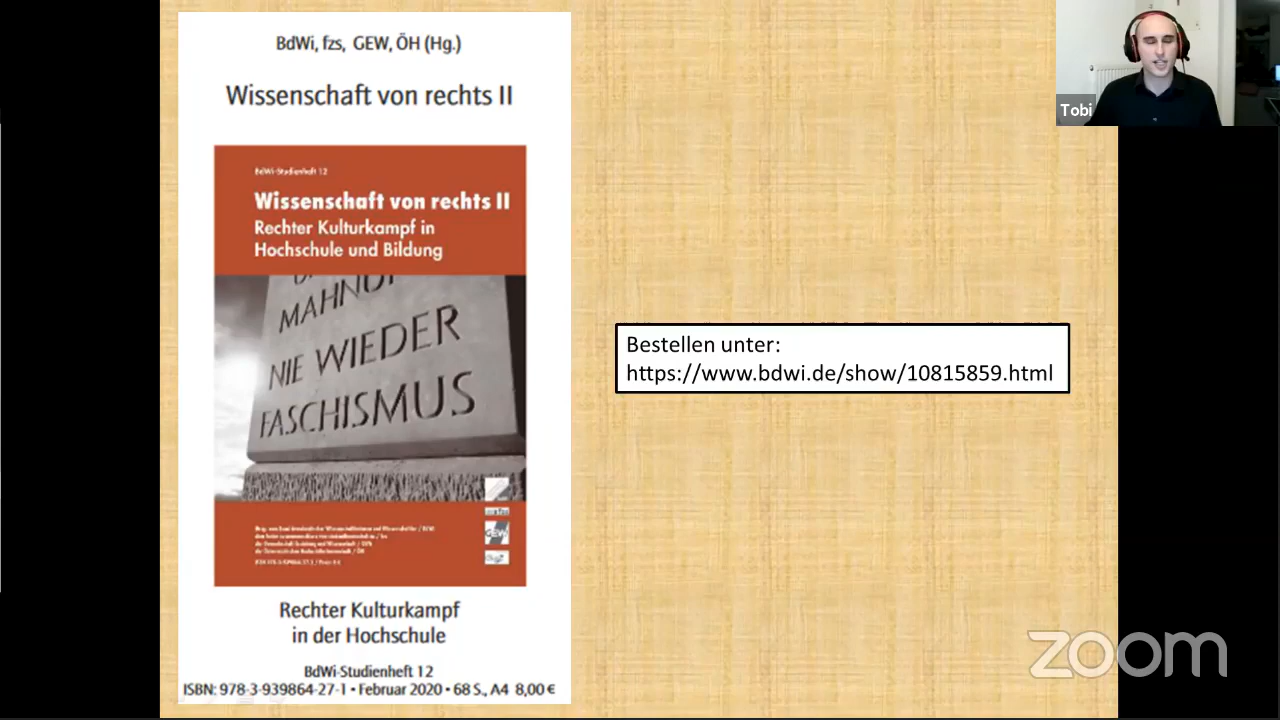 BdWi, fzs, GEW, ÖH (Hg.)
Wissenschaft von rechts II
BdWi-Studienheft 12
Wissenschaft von rechts II
Rechter Kulturkampf in
Hochschule und Bildung
MAHNUN
NIE WIEDER
FASCHISMUS
GEW
Rechter Kulturkampf
in der Hochschule
BdWi-Studienheft 12
ISBN: 978-3-939864-27-1 • Februar 2020 • 68 S., A4 8,00 €
Bestellen unter:
https://www.bdwi.de/show/10815859.html
Tobi
zoom